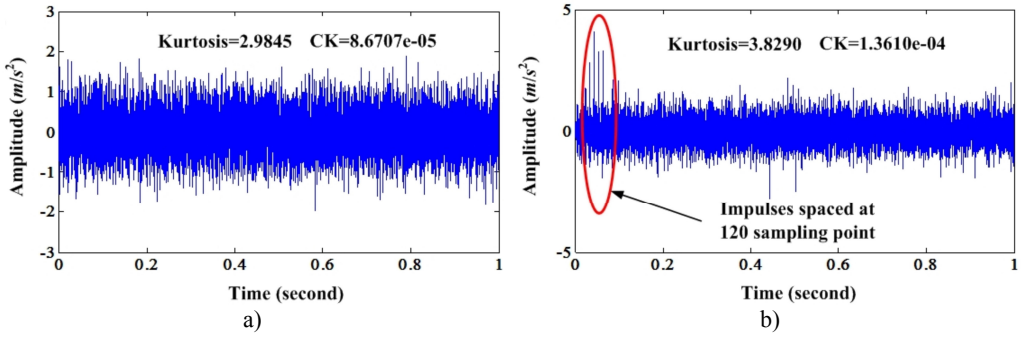 Kurtosis=2.9845 CK=8.6707e-05
Amplitude (m/s²)
3
2
1
0
-1
-2
-3
0 0.2 0.4 0.6 0.8 1
Time (second)
a)
Kurtosis=3.8290 CK=1.3610e-04
Amplitude (m/s²)
5
0
-5
Impulses spaced at
120 sampling point
0 0.2 0.4 0.6 0.8 1
Time (second)
b)